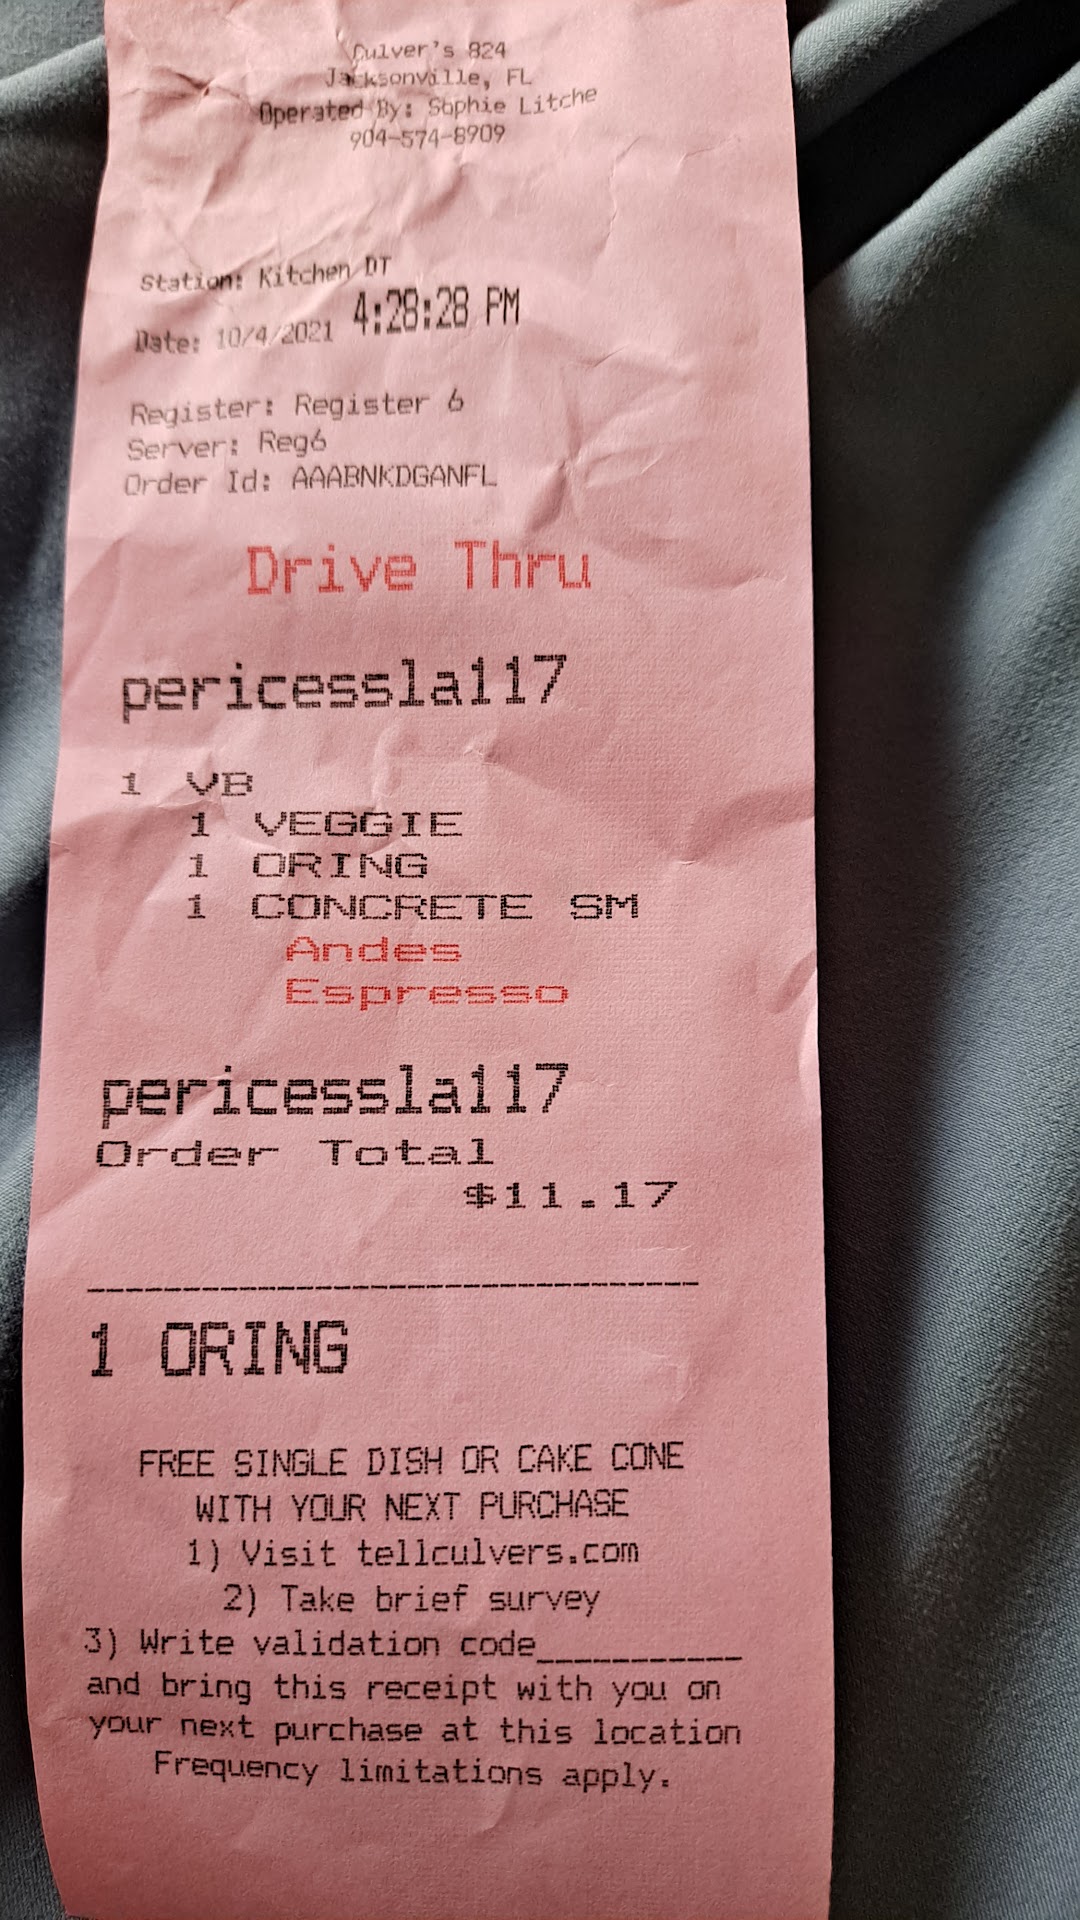 Culver's 824
Jacksonville, FL
Operated By: Sophie Litche
904-574-8909
Station: Kitchen DT
Date: 10/4/2021 4:28:28 PM
Register: Register 6
Server: Reg6
Order Id: AAABNKDGANFL
Drive Thru
pericessla117
1 VB
1 VEGGIE
1 ORING
1 CONCRETE SM
Andes
Espresso
pericessla117
Order Total
$11.17
--------------------------------
1 ORING
FREE SINGLE DISH OR CAKE CONE
WITH YOUR NEXT PURCHASE
1) Visit tellculvers.com
2) Take brief survey
3) Write validation code___________
and bring this receipt with you on
your next purchase at this location
Frequency limitations apply.